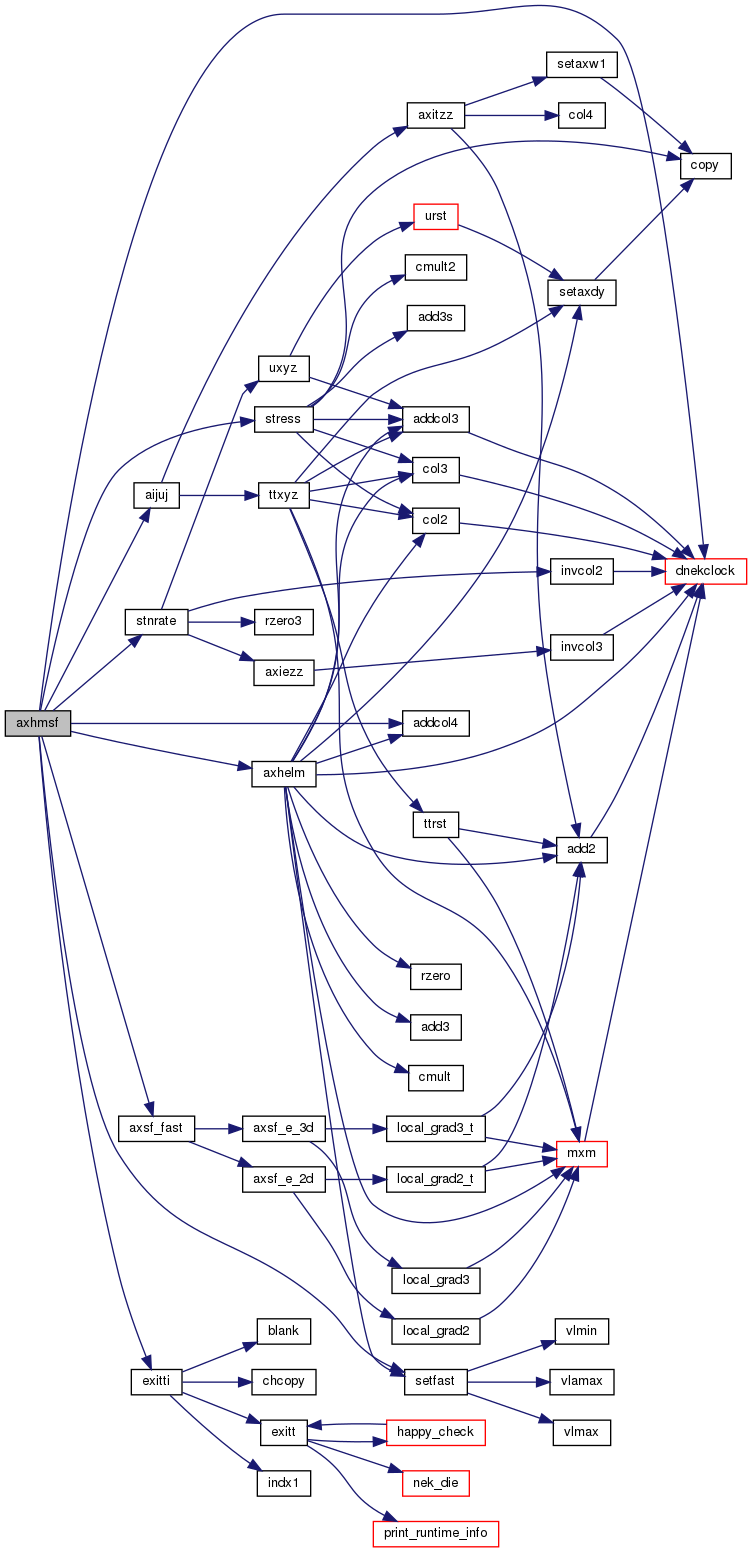 setaxw1
axitzz
col4
copy
urst
cmult2
setaxdy
add3s
uxyz
stress
addcol3
col3
aijuj
ttxyz
col2
dnekclock
invcol2
stnrate
rzero3
invcol3
axiezz
axhmsf
addcol4
axhelm
ttrst
add2
rzero
add3
cmult
axsf_fast
axsf_e_3d
local_grad3_t
mxm
axsf_e_2d
local_grad2_t
local_grad3
local_grad2
blank
vlmin
exitti
chcopy
setfast
vlamax
exitt
happy_check
vlmax
indx1
nek_die
print_runtime_info